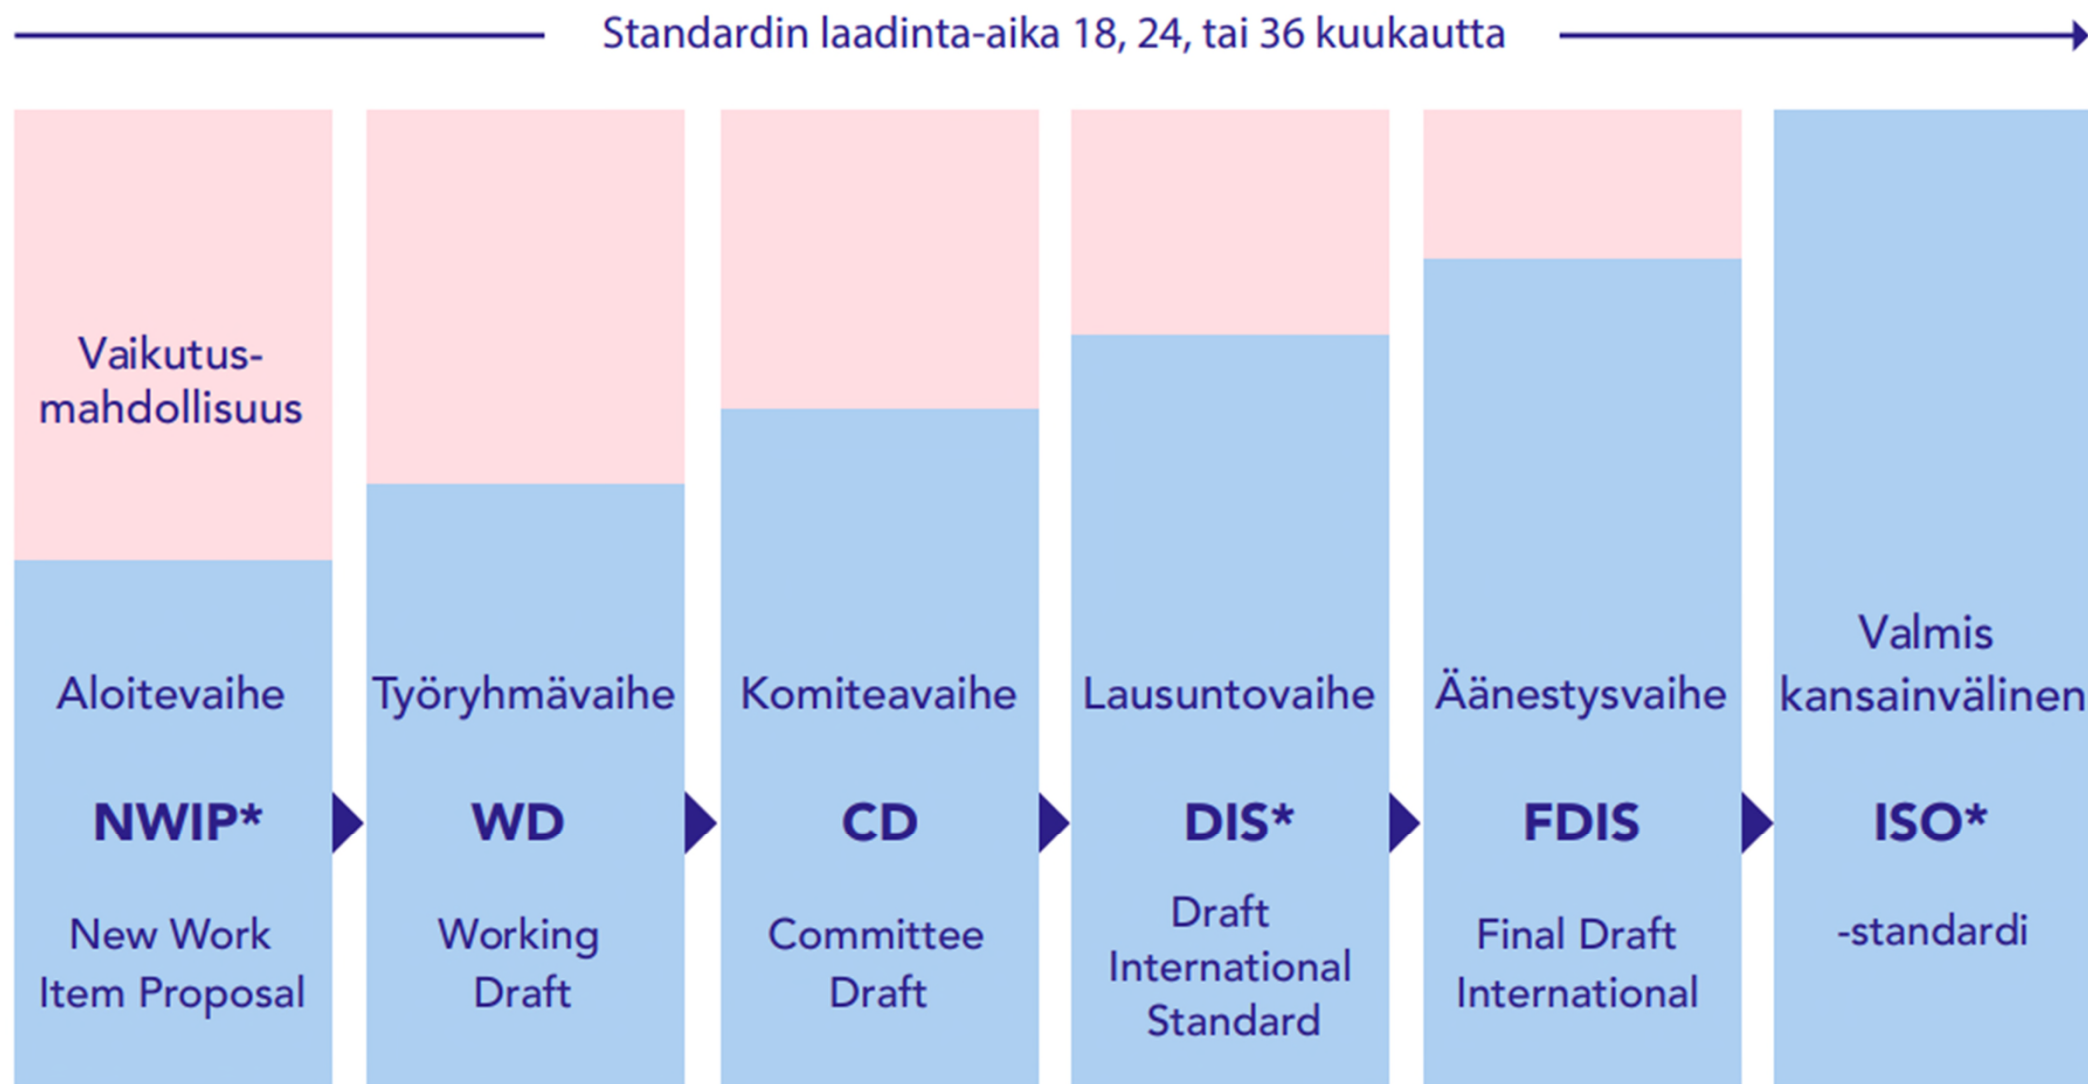 Standardin laadinta-aika 18, 24, tai 36 kuukautta
Vaikutus-
mahdollisuus
Aloitevaihe
NWIP*
New Work
Item Proposal
Työryhmävaihe
WD
Working
Draft
Komiteavaihe
CD
Committee
Draft
Lausuntovaihe
DIS*
Draft
International
Standard
Äänestysvaihe
FDIS
Final Draft
International
Valmis
kansainvälinen
ISO*
-standardi